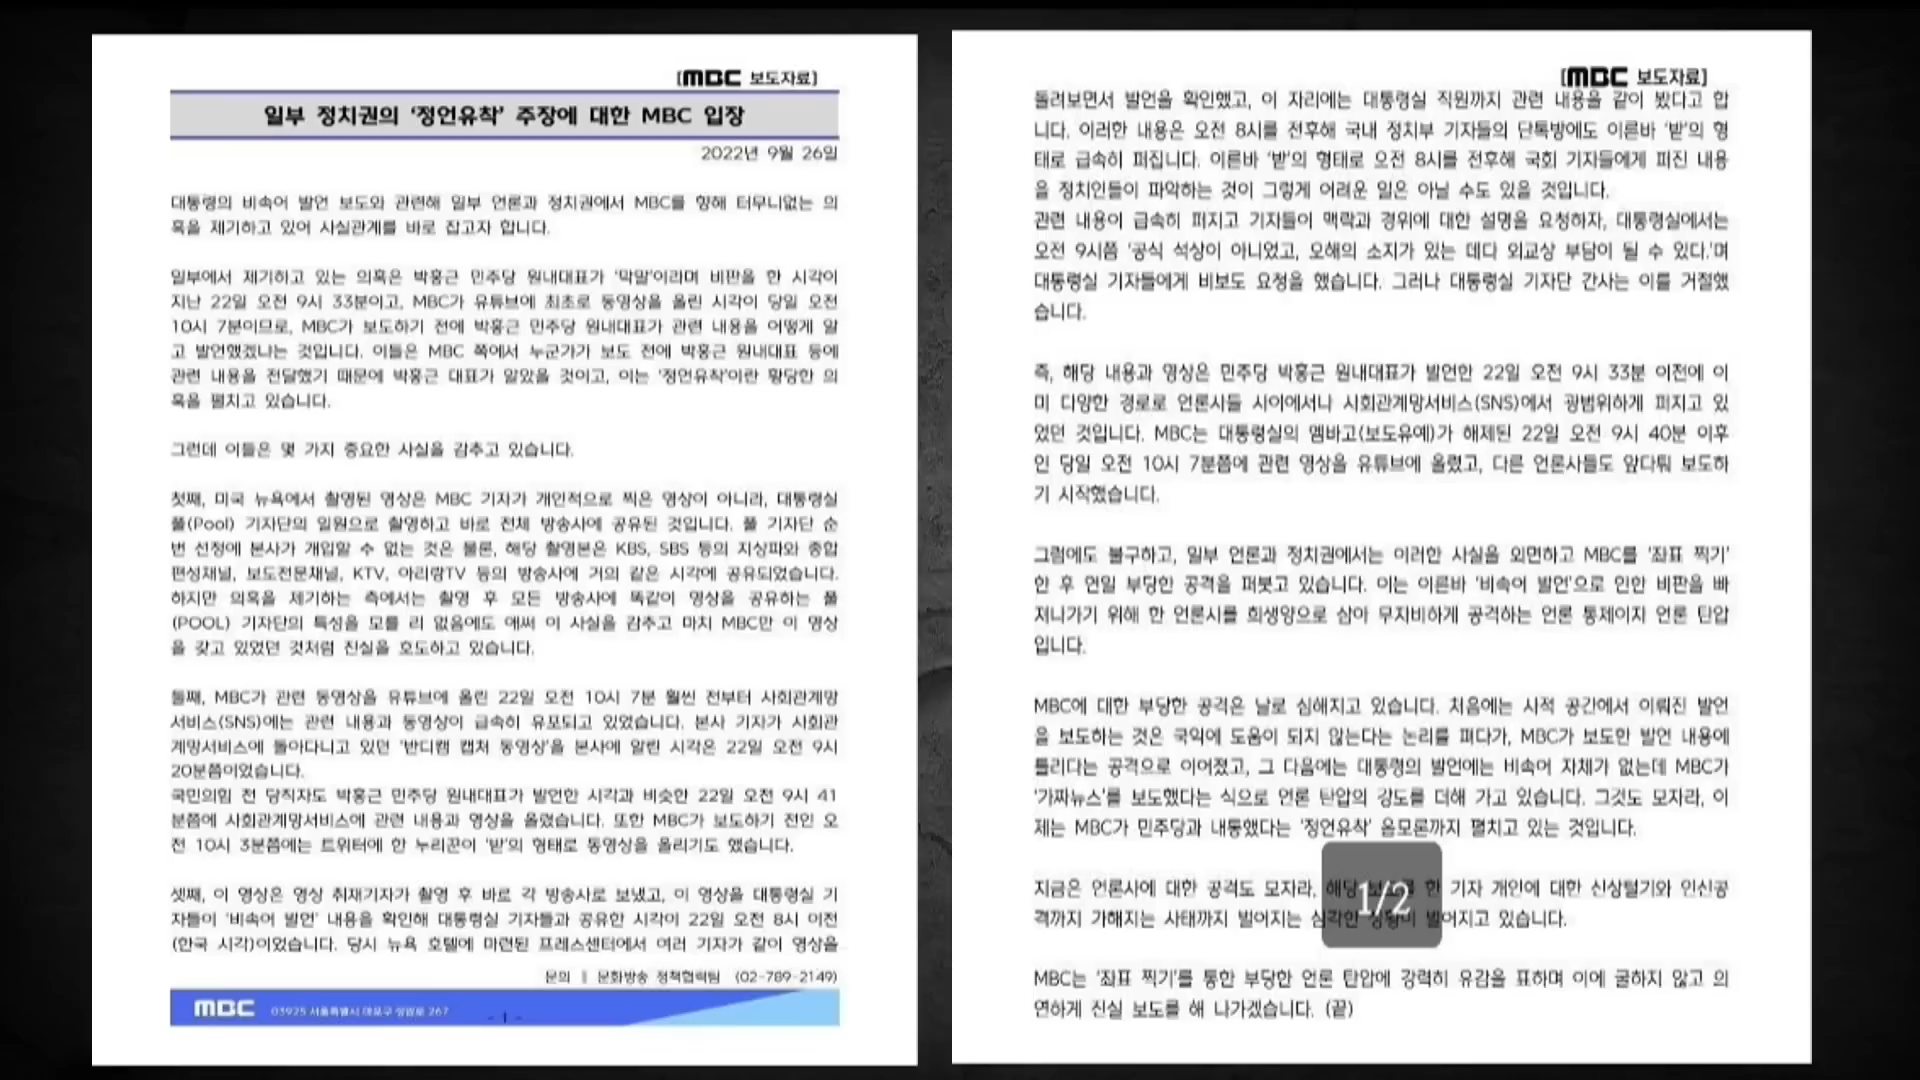 [MBC 보도자료]
일부 정치권의 '정언유착' 주장에 대한 MBC 입장
2022년 9월 26일
대통령의 비속어 발언 보도와 관련해 일부 언론과 정치권에서 MBC를 향해 터무니없는 의
혹을 제기하고 있어 사실관계를 바로 잡고자 합니다.
일부에서 제기하고 있는 의혹은 박홍근 민주당 원내대표가 '막말'이라며 비판을 한 시각이
지난 22일 오전 9시 33분이고, MBC가 유튜브에 최초로 동영상을 올린 시각이 당일 오전
10시 7분이므로, MBC가 보도하기 전에 박홍근 민주당 원내대표가 관련 내용을 어떻게 알
고 발언했겠냐는 것입니다. 이들은 MBC 쪽에서 누군가가 보도 전에 박홍근 원내대표 등에
관련 내용을 전달했기 때문에 박홍근 대표가 알았을 것이고, 이는 '정언유착'이란 황당한 의
혹을 펼치고 있습니다.
그런데 이들은 몇 가지 중요한 사실을 감추고 있습니다.
첫째, 미국 뉴욕에서 촬영된 영상은 MBC 기자가 개인적으로 찍은 영상이 아니라, 대통령실
풀(Pool) 기자단의 일원으로 촬영하고 바로 전체 방송사에 공유된 것입니다. 풀 기자단 순
번 선정에 본사가 개입할 수 없는 것은 물론, 해당 촬영본은 KBS, SBS 등의 지상파와 종합
편성채널, 보도전문채널, KTV, 아리랑TV 등의 방송사에 거의 같은 시각에 공유되었습니다.
하지만 의혹을 제기하는 측에서는 촬영 후 모든 방송사에 똑같이 영상을 공유하는 풀
(POOL) 기자단의 특성을 모를 리 없음에도 애써 이 사실을 감추고 마치 MBC만 이 영상
을 갖고 있었던 것처럼 진실을 호도하고 있습니다.
둘째, MBC가 관련 동영상을 유튜브에 올린 22일 오전 10시 7분 훨씬 전부터 사회관계망
서비스(SNS)에는 관련 내용과 동영상이 급속히 유포되고 있었습니다. 본사 기자가 사회관
계망서비스에 돌아다니고 있던 '반디캠 캡처 동영상'을 본사에 알린 시각은 22일 오전 9시
20분쯤이었습니다.
국민의힘 전 당직자도 박홍근 민주당 원내대표가 발언한 시각과 비슷한 22일 오전 9시 41
분쯤에 사회관계망서비스에 관련 내용과 영상을 올렸습니다. 또한 MBC가 보도하기 전인 오
전 10시 3분쯤에는 트위터에 한 누리꾼이 '받'의 형태로 동영상을 올리기도 했습니다.
셋째, 이 영상은 영상 취재기자가 촬영 후 바로 각 방송사로 보냈고, 이 영상을 대통령실 기
자들이 '비속어 발언' 내용을 확인해 대통령실 기자들과 공유한 시각이 22일 오전 8시 이전
(한국 시각)이었습니다. 당시 뉴욕 호텔에 마련된 프레스센터에서 여러 기자가 같이 영상을
문의 || 문화방송 정책협력팀 (02-789-2149)
MBC 03925 서울특별시 마포구 성암로 267
- 1 -
[MBC 보도자료]
돌려보면서 발언을 확인했고, 이 자리에는 대통령실 직원까지 관련 내용을 같이 봤다고 합
니다. 이러한 내용은 오전 8시를 전후해 국내 정치부 기자들의 단톡방에도 이른바 '받'의 형
태로 급속히 퍼집니다. 이른바 '받'의 형태로 오전 8시를 전후해 국회 기자들에게 퍼진 내용
을 정치인들이 파악하는 것이 그렇게 어려운 일은 아닐 수도 있을 것입니다.
관련 내용이 급속히 퍼지고 기자들이 맥락과 경위에 대한 설명을 요청하자, 대통령실에서는
오전 9시쯤 '공식 석상이 아니었고, 오해의 소지가 있는 데다 외교상 부담이 될 수 있다.'며
대통령실 기자들에게 비보도 요청을 했습니다. 그러나 대통령실 기자단 간사는 이를 거절했
습니다.
즉, 해당 내용과 영상은 민주당 박홍근 원내대표가 발언한 22일 오전 9시 33분 이전에 이
미 다양한 경로로 언론사들 사이에서나 사회관계망서비스(SNS)에서 광범위하게 퍼지고 있
었던 것입니다. MBC는 대통령실의 엠바고(보도유예)가 해제된 22일 오전 9시 40분 이후
인 당일 오전 10시 7분쯤에 관련 영상을 유튜브에 올렸고, 다른 언론사들도 앞다퉈 보도하
기 시작했습니다.
그럼에도 불구하고, 일부 언론과 정치권에서는 이러한 사실을 외면하고 MBC를 '좌표 찍기'
한 후 연일 부당한 공격을 퍼붓고 있습니다. 이는 이른바 '비속어 발언'으로 인한 비판을 빠
져나가기 위해 한 언론사를 희생양으로 삼아 무자비하게 공격하는 언론 통제이자 언론 탄압
입니다.
MBC에 대한 부당한 공격은 날로 심해지고 있습니다. 처음에는 사적 공간에서 이뤄진 발언
을 보도하는 것은 국익에 도움이 되지 않는다는 논리를 펴다가, MBC가 보도한 발언 내용에
틀리다는 공격으로 이어졌고, 그 다음에는 대통령의 발언에는 비속어 자체가 없는데 MBC가
'가짜뉴스'를 보도했다는 식으로 언론 탄압의 강도를 더해 가고 있습니다. 그것도 모자라, 이
제는 MBC가 민주당과 내통했다는 '정언유착' 음모론까지 펼치고 있는 것입니다.
지금은 언론사에 대한 공격도 모자라, 해당 보도를 한 기자 개인에 대한 신상털기와 인신공
격까지 가해지는 사태까지 벌어지는 심각한 상황이 벌어지고 있습니다.
1/2
MBC는 '좌표 찍기'를 통한 부당한 언론 탄압에 강력히 유감을 표하며 이에 굴하지 않고 의
연하게 진실 보도를 해 나가겠습니다. (끝)